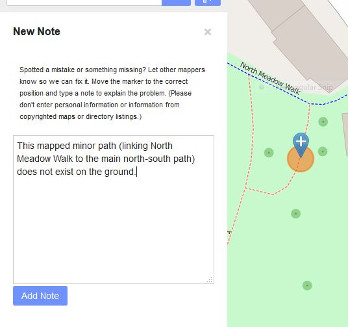 New Note
×
Spotted a mistake or something missing? Let other mappers
know so we can fix it. Move the marker to the correct
position and type a note to explain the problem. (Please
don't enter personal information or information from
copyrighted maps or directory listings.)
This mapped minor path (linking North
Meadow Walk to the main north-south path)
does not exist on the ground.
Add Note
North Meadow Walk